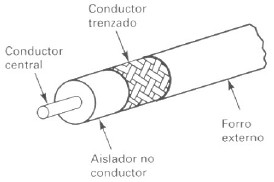 Conductor
trenzado
Conductor
central
Forro
externo
Aislador no
conductor